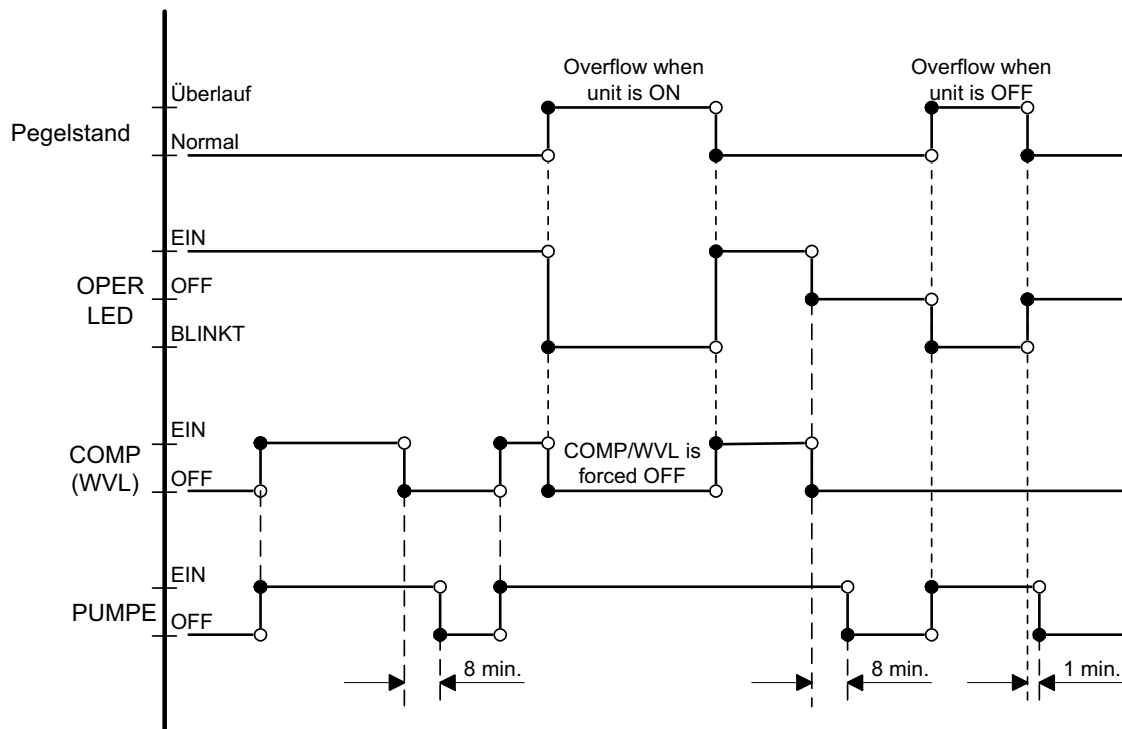 Overflow when
unit is ON
Overflow when
unit is OFF
Pegelstand
Überlauf
Normal
OPER
LED
EIN
OFF
BLINKT
COMP
(WVL)
EIN
OFF
COMP/WVL is
forced OFF
PUMPE
EIN
OFF
8 min.
8 min.
1 min.